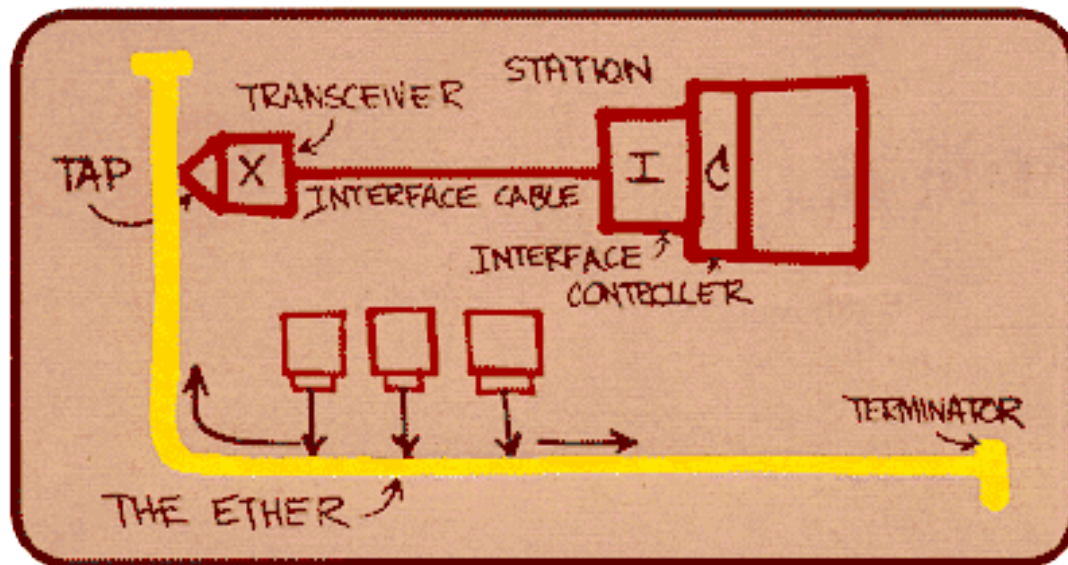 STATION
TRANSCEIVER
TAP
X
I
C
INTERFACE CABLE
INTERFACE
CONTROLLER
TERMINATOR
THE ETHER